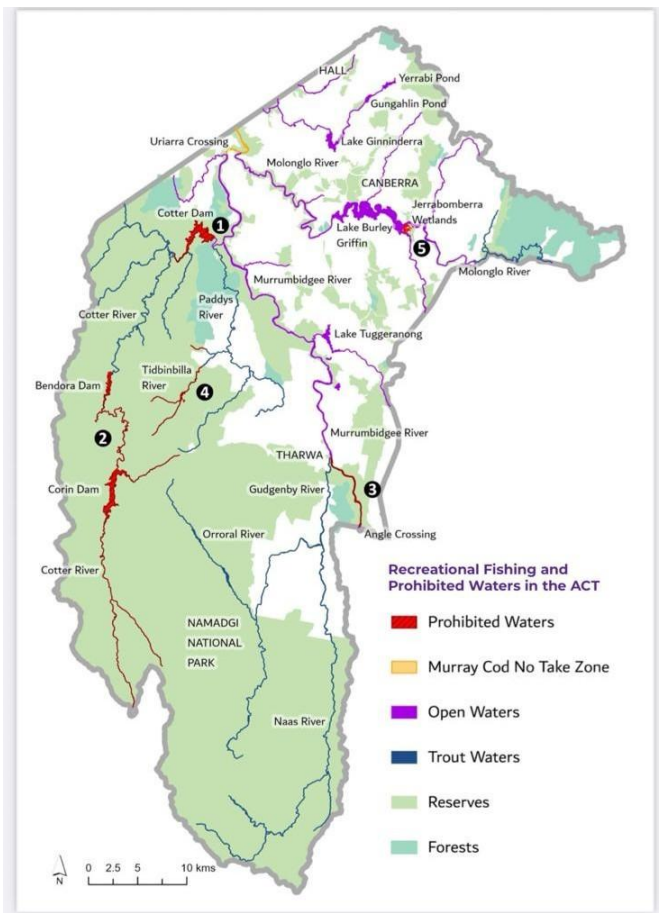 HALL
Yerrabi Pond
Gungahlin Pond
Uriarra Crossing
Lake Ginninderra
Molonglo River
CANBERRA
Cotter Dam
1
Jerrabomberra
Wetlands
Lake Burley
Griffin
5
Molonglo River
Murrumbidgee River
Paddys
River
Cotter River
Lake Tuggeranong
Tidbinbilla
River
Bendora Dam
4
2
Murrumbidgee River
THARWA
Corin Dam
Gudgenby River
3
Orroral River
Angle Crossing
Cotter River
Recreational Fishing and
Prohibited Waters in the ACT
Prohibited Waters
NAMADGI
NATIONAL
PARK
Murray Cod No Take Zone
Open Waters
Naas River
Trout Waters
Reserves
Forests
N
0 2.5 5 10 kms